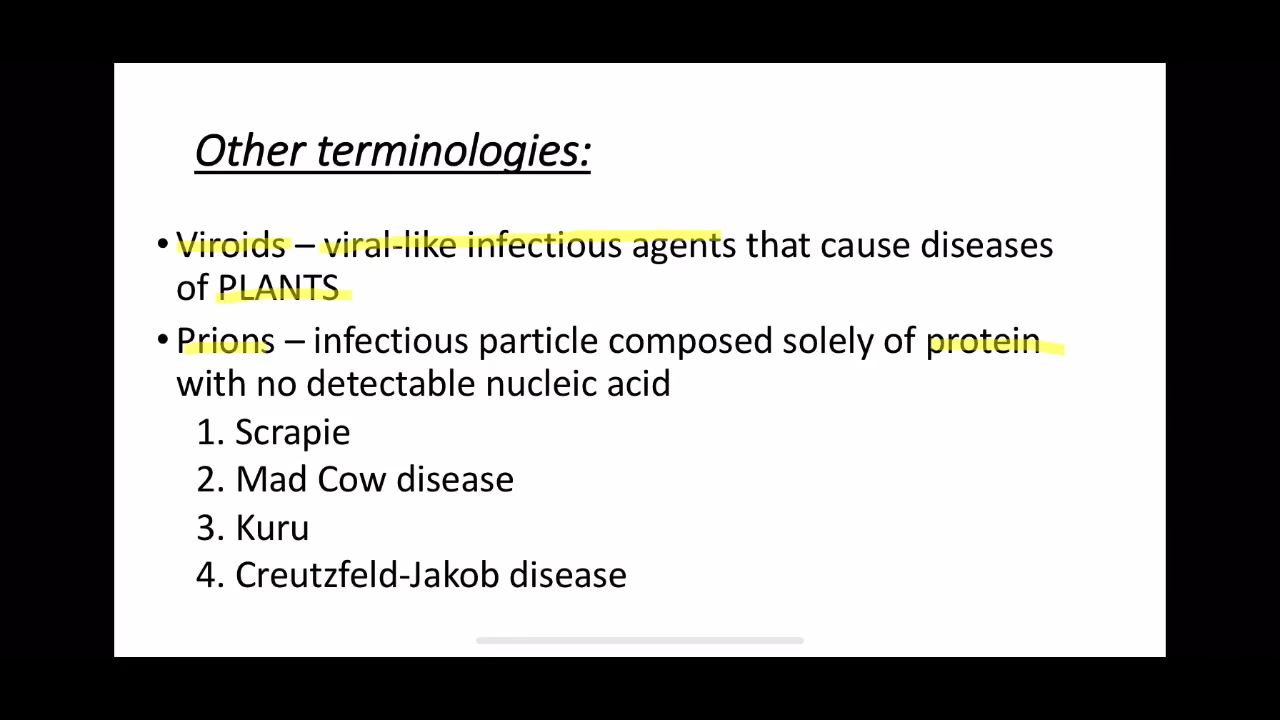 Other terminologies:
• Viroids – viral-like infectious agents that cause diseases
of PLANTS
• Prions – infectious particle composed solely of protein
with no detectable nucleic acid
1. Scrapie
2. Mad Cow disease
3. Kuru
4. Creutzfeld-Jakob disease